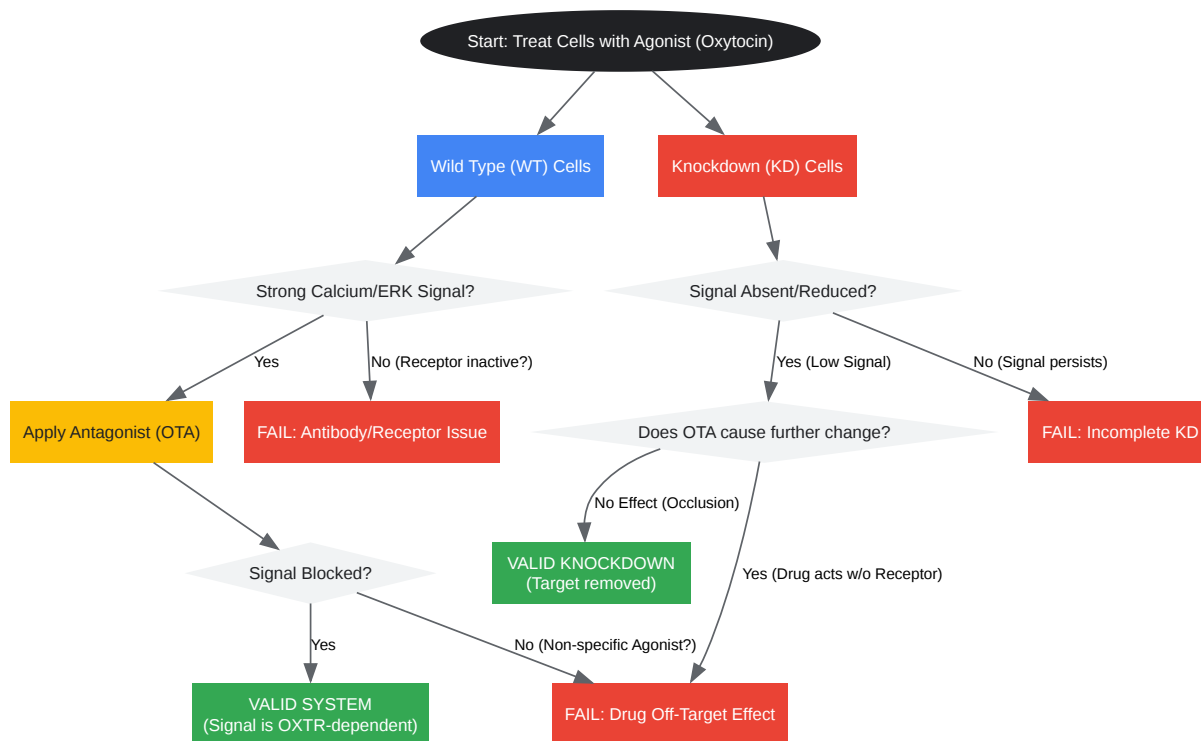 Start: Treat Cells with Agonist (Oxytocin)
Wild Type (WT) Cells
Knockdown (KD) Cells
Strong Calcium/ERK Signal?
Signal Absent/Reduced?
Yes
No (Receptor inactive?)
Yes (Low Signal)
No (Signal persists)
Apply Antagonist (OTA)
FAIL: Antibody/Receptor Issue
Does OTA cause further change?
FAIL: Incomplete KD
No Effect (Occlusion)
Signal Blocked?
VALID KNOCKDOWN
(Target removed)
Yes (Drug acts w/o Receptor)
Yes
No (Non-specific Agonist?)
VALID SYSTEM
(Signal is OXTR-dependent)
FAIL: Drug Off-Target Effect